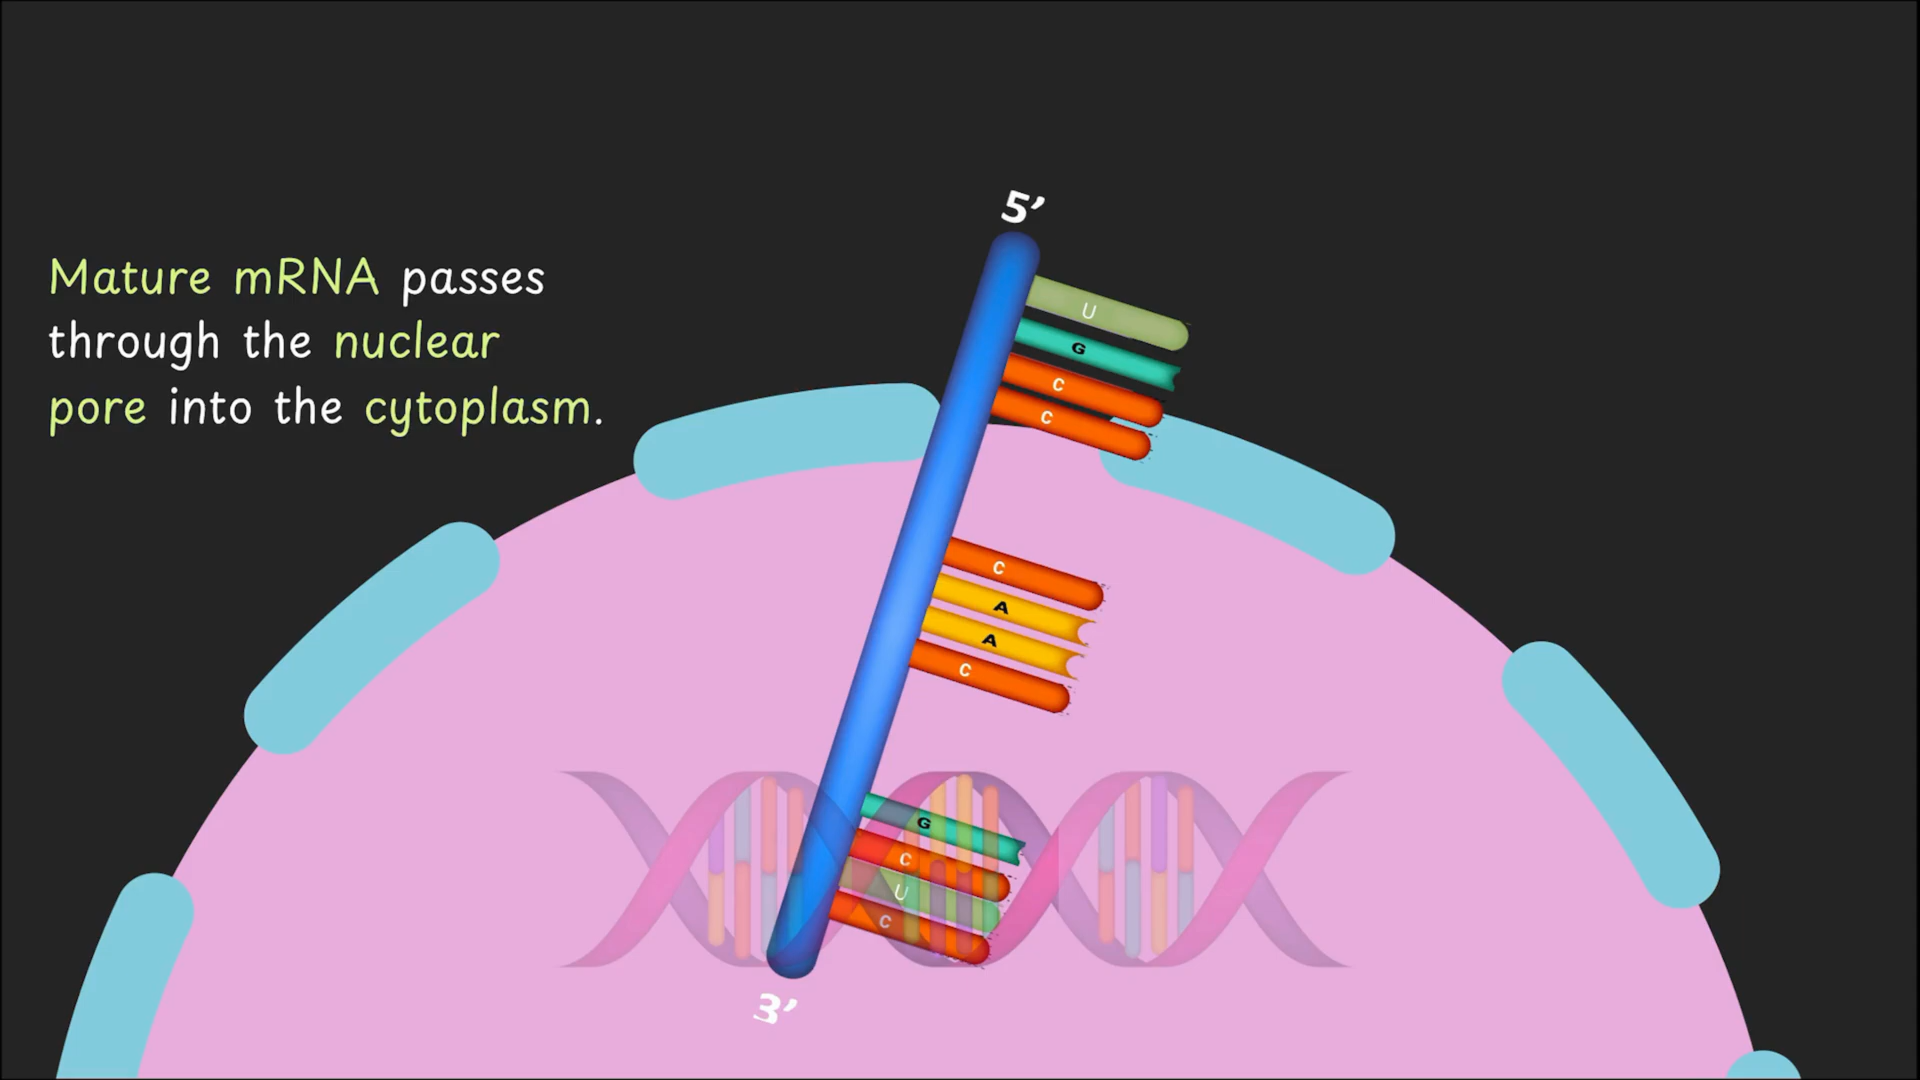 5’
Mature mRNA passes
through the nuclear
pore into the cytoplasm.
U
G
C
C
C
A
A
C
G
C
U
C
3’